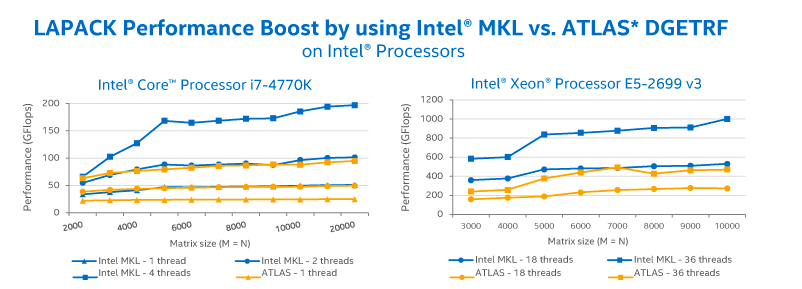 LAPACK Performance Boost by using Intel® MKL vs. ATLAS* DGETRF
on Intel® Processors
Intel® Core™ Processor i7-4770K
Performance (GFlops)
200
150
100
50
0
2000 4000 6000 8000 10000 20000
Matrix size (M = N)
Intel MKL - 1 thread
Intel MKL - 2 threads
Intel MKL - 4 threads
ATLAS - 1 thread
Intel® Xeon® Processor E5-2699 v3
Performance (GFlops)
1200
1000
800
600
400
200
0
3000 4000 5000 6000 7000 8000 9000 10000
Matrix size (M = N)
Intel MKL - 18 threads
Intel MKL - 36 threads
ATLAS - 18 threads
ATLAS - 36 threads